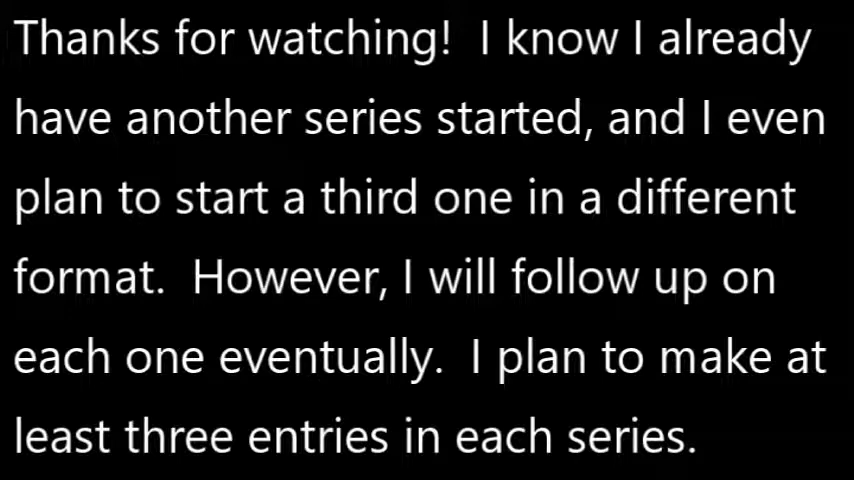 Thanks for watching!  I know I already
have another series started, and I even
plan to start a third one in a different
format.  However, I will follow up on
each one eventually.  I plan to make at
least three entries in each series.